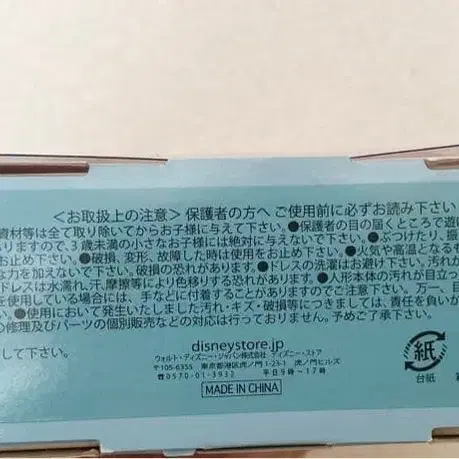 <お取扱上の注意> 保護者の方へ ご使用前に必ずお読み下さい
資材等は全て取り除いてからお子様に与えて下さい。●保護者の目の届くところで遊
ありますので、3歳未満の小さなお子様には絶対に与えないで下さい。●ぶつけたり、振
をお止め下さい。●破損、変形、故障した時は使用をお止め下さい。●火気や高温となるも
な力を加えないで下さい。破損の恐れがあります。●ドレスの洗濯はお避け下さい。汚れが
ドレスは水濡れ、汗、摩擦等により色移りする恐れがあります。●人形本体の汚れが目立っ
を使用している場合には、手などに付着することがありますのでご注意下さい。万一、目
い。●使用において発生いたしました汚れ・キズ・破損等につきましては、責任を負いか
の修理及びパーツの個別販売などの対応は行っておりません。予めご了承下さい。
して下さい。
disneystore.jp
ウォルト・ディズニー・ジャパン株式会社 ディズニーストア
〒105-6355 東京都港区虎ノ門1-23-1 虎ノ門ヒルズ
☎0570-01-3932 平日9時〜17時
MADE IN CHINA
紙
台紙